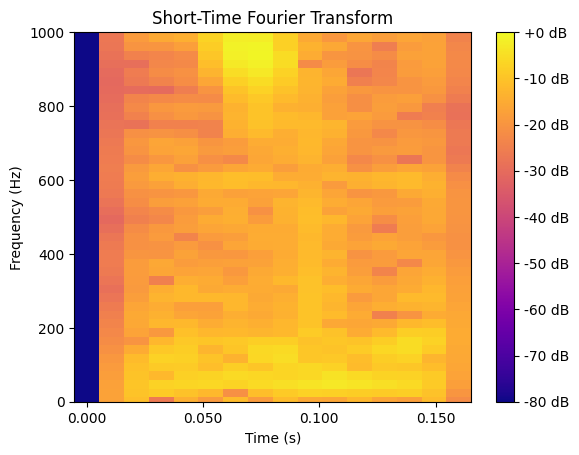 Short-Time Fourier Transform
1000
800
600
400
200
0
Frequency (Hz)
0.000
0.050
0.100
0.150
Time (s)
+0 dB
-10 dB
-20 dB
-30 dB
-40 dB
-50 dB
-60 dB
-70 dB
-80 dB